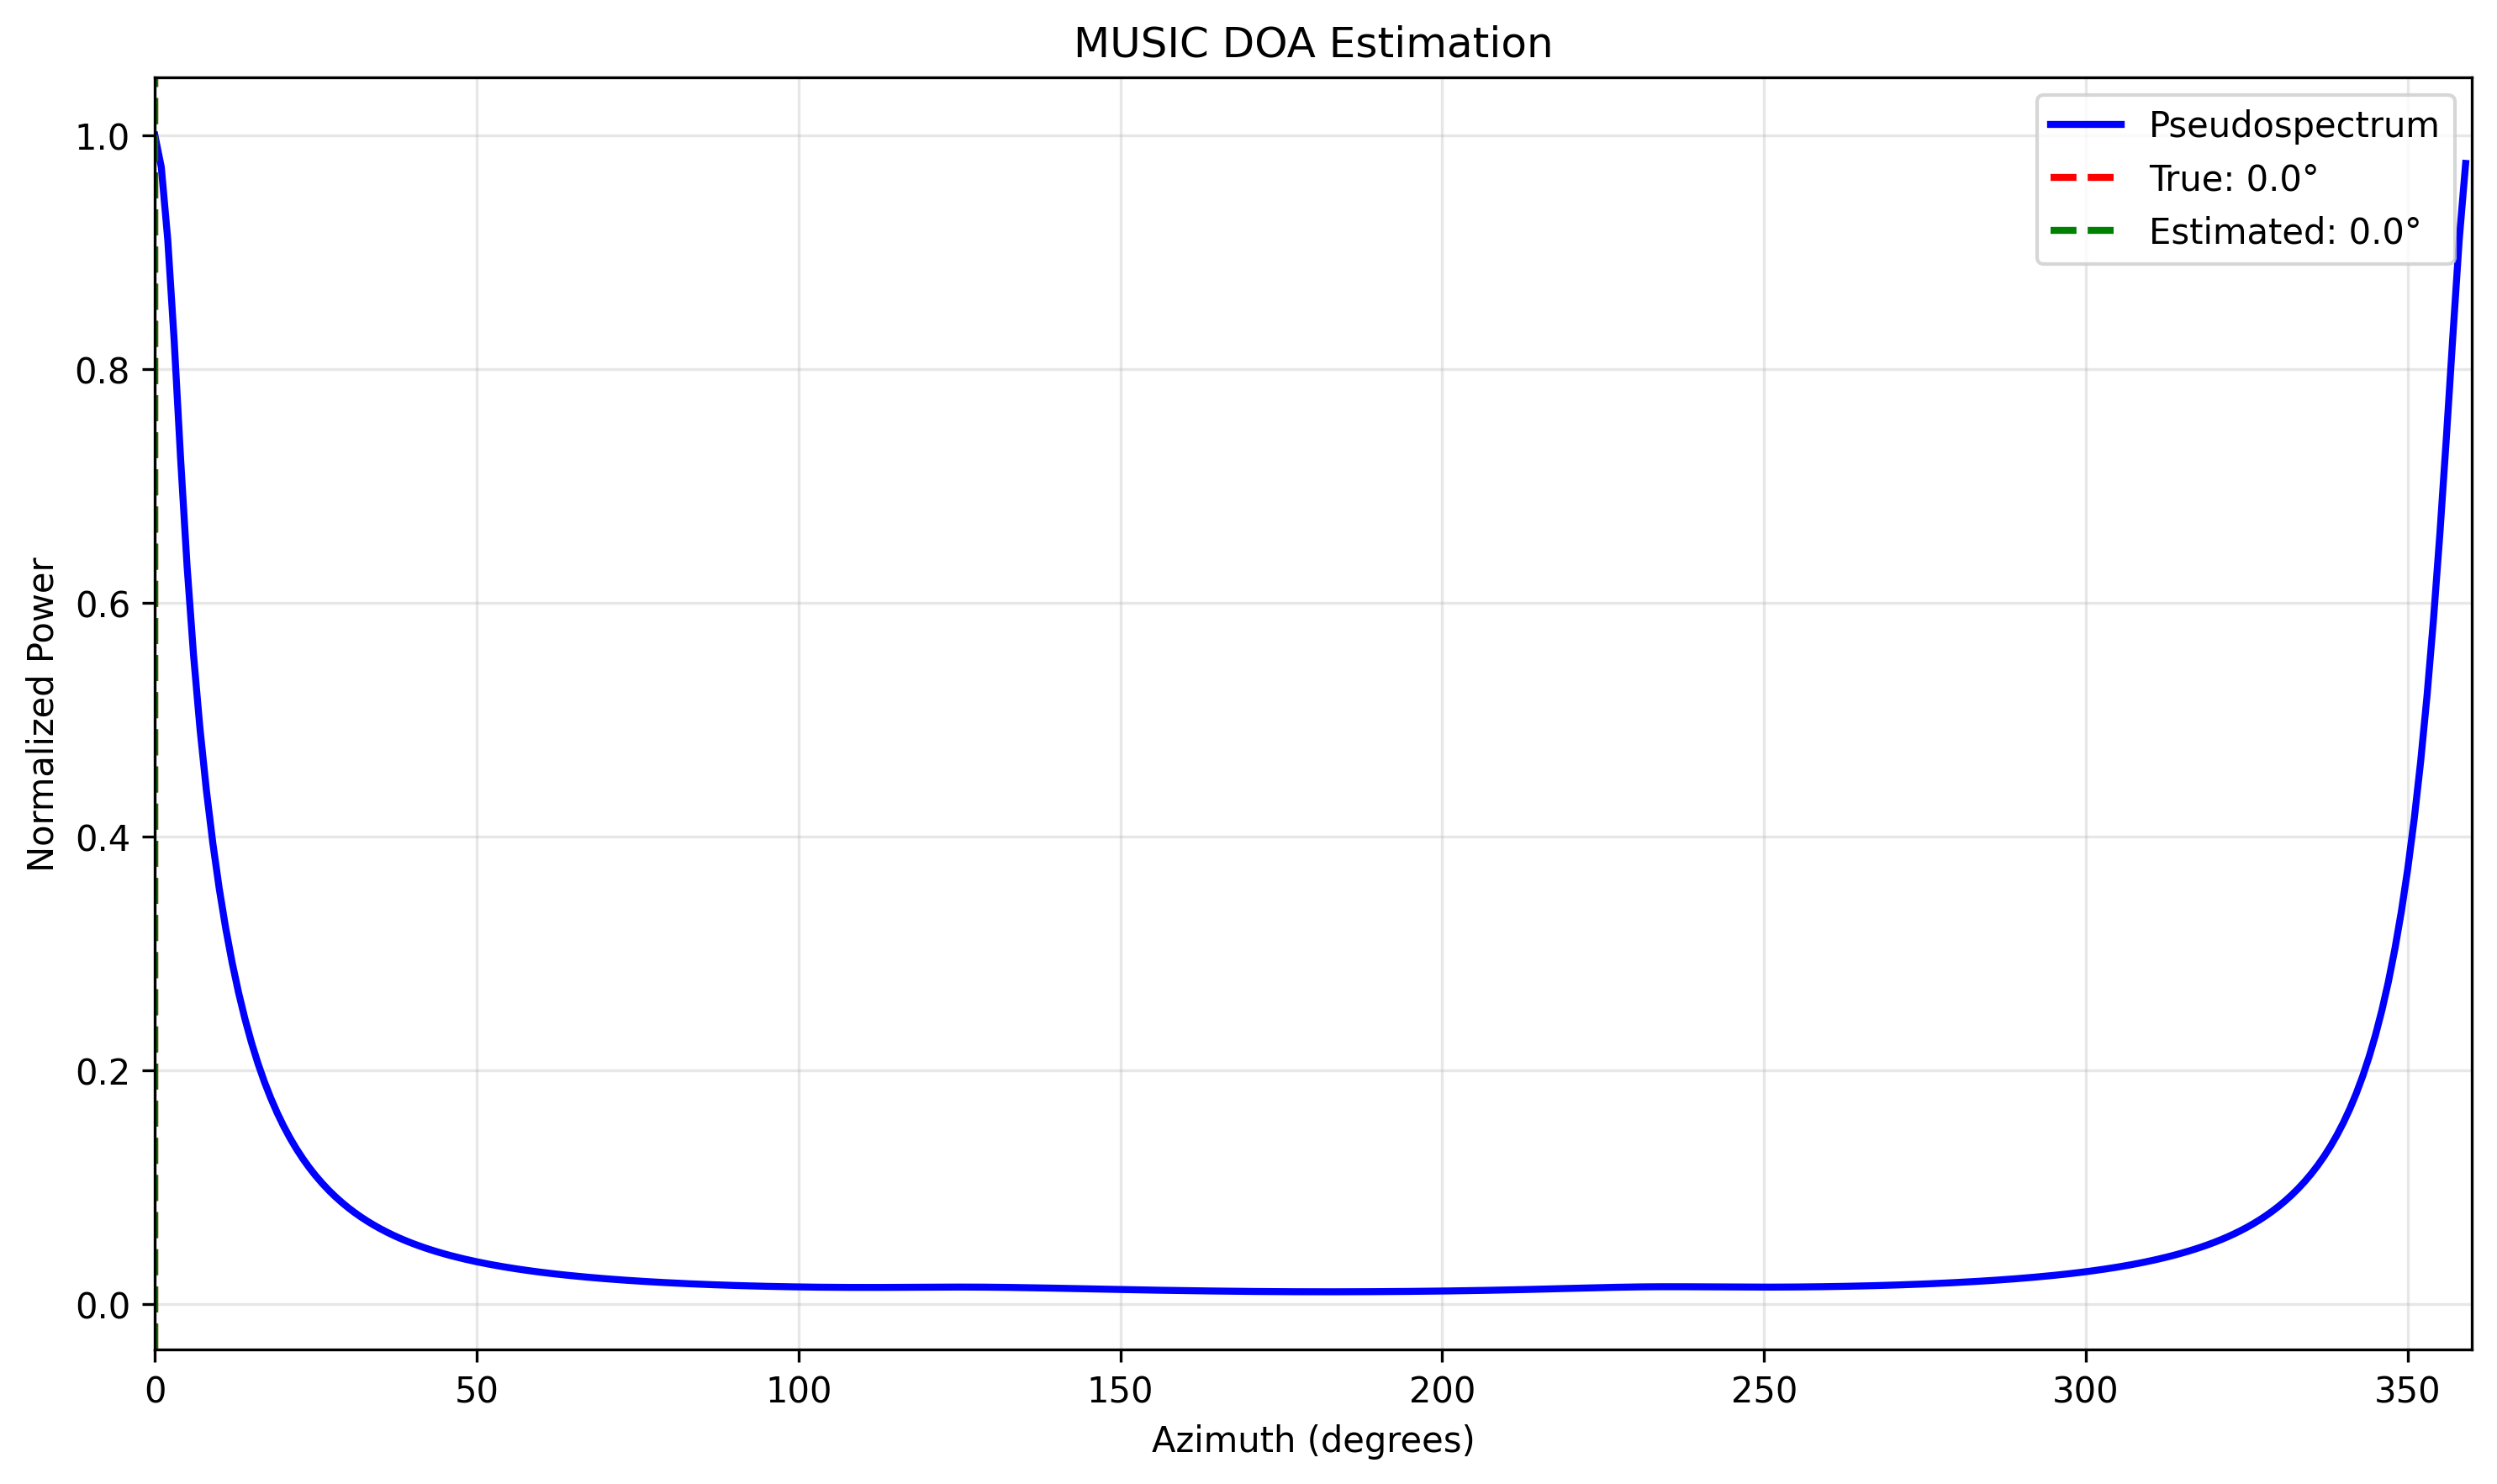 MUSIC DOA Estimation
Pseudospectrum
True: 0.0°
Estimated: 0.0°
Normalized Power
1.0
0.8
0.6
0.4
0.2
0.0
0 50 100 150 200 250 300 350
Azimuth (degrees)